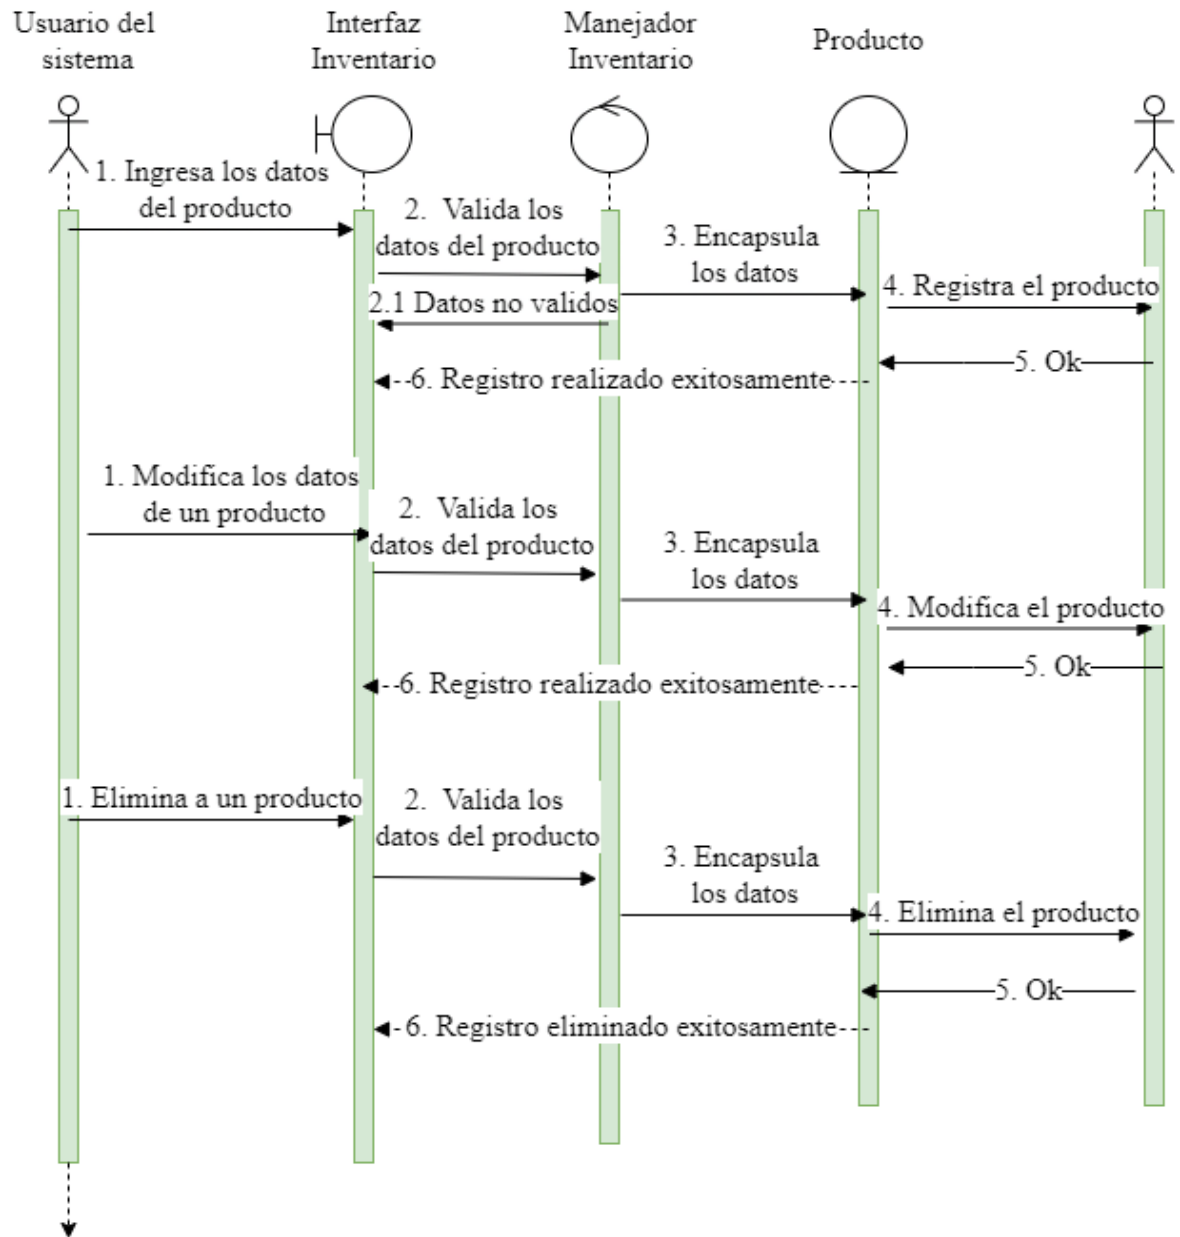 Usuario del
sistema
Interfaz
Inventario
Manejador
Inventario
Producto
1. Ingresa los datos
del producto
2. Valida los
datos del producto
3. Encapsula
los datos
4. Registra el producto
2.1 Datos no validos
5. Ok
6. Registro realizado exitosamente
1. Modifica los datos
de un producto
2. Valida los
datos del producto
3. Encapsula
los datos
4. Modifica el producto
5. Ok
6. Registro realizado exitosamente
1. Elimina a un producto
2. Valida los
datos del producto
3. Encapsula
los datos
4. Elimina el producto
5. Ok
6. Registro eliminado exitosamente